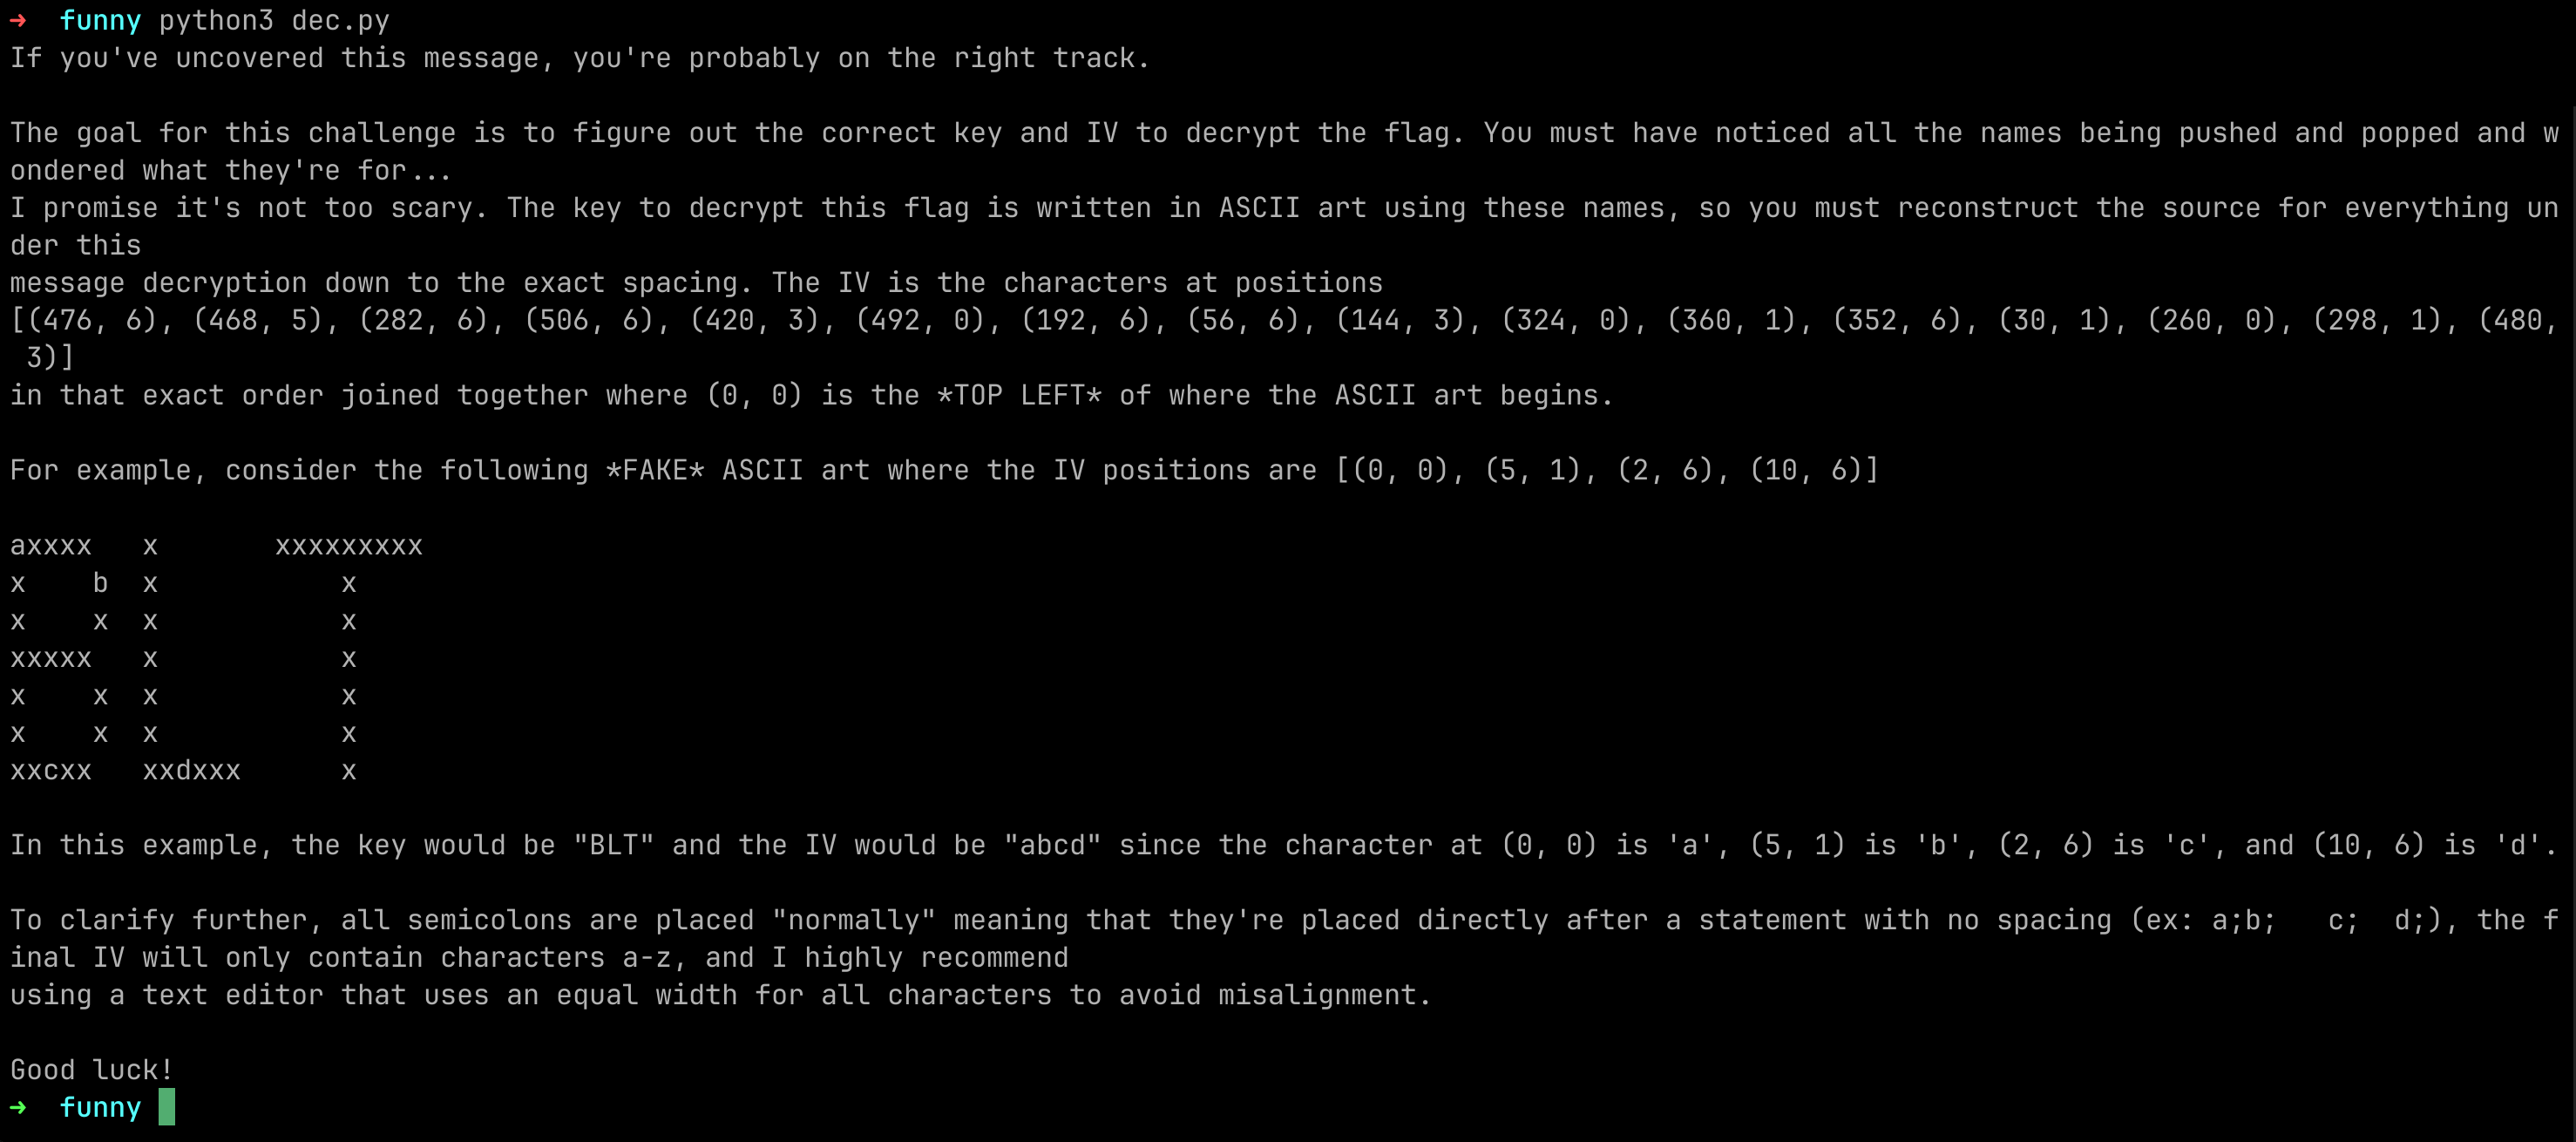 →  funny python3 dec.py
If you've uncovered this message, you're probably on the right track.

The goal for this challenge is to figure out the correct key and IV to decrypt the flag. You must have noticed all the names being pushed and popped and w
ondered what they're for...
I promise it's not too scary. The key to decrypt this flag is written in ASCII art using these names, so you must reconstruct the source for everything un
der this
message decryption down to the exact spacing. The IV is the characters at positions
[(476, 6), (468, 5), (282, 6), (506, 6), (420, 3), (492, 0), (192, 6), (56, 6), (144, 3), (324, 0), (360, 1), (352, 6), (30, 1), (260, 0), (298, 1), (480,
 3)]
in that exact order joined together where (0, 0) is the *TOP LEFT* of where the ASCII art begins.

For example, consider the following *FAKE* ASCII art where the IV positions are [(0, 0), (5, 1), (2, 6), (10, 6)]

axxxx   x       xxxxxxxxx
x    b  x           x
x    x  x           x
xxxxx   x           x
x    x  x           x
x    x  x           x
xxcxx   xxdxxx      x

In this example, the key would be "BLT" and the IV would be "abcd" since the character at (0, 0) is 'a', (5, 1) is 'b', (2, 6) is 'c', and (10, 6) is 'd'.

To clarify further, all semicolons are placed "normally" meaning that they're placed directly after a statement with no spacing (ex: a;b;   c;  d;), the f
inal IV will only contain characters a-z, and I highly recommend
using a text editor that uses an equal width for all characters to avoid misalignment.

Good luck!
→  funny